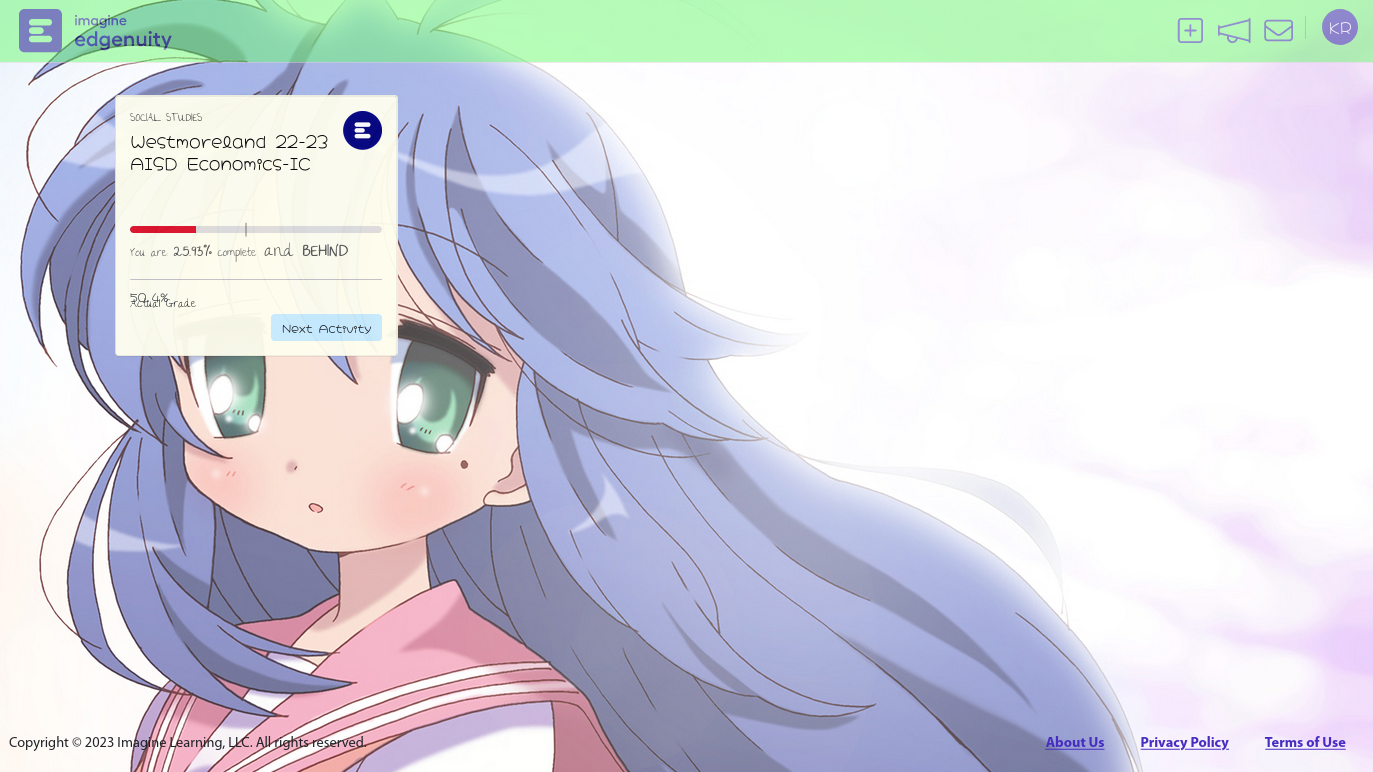 imagine
edgenuity
KR
SOCIAL STUDIES
Westmoreland 22-23
AISD Economics-IC
You are 25.93% complete and BEHIND
50.4%
Actual Grade
Next Activity
Copyright © 2023 Imagine Learning, LLC. All rights reserved.
About Us
Privacy Policy
Terms of Use